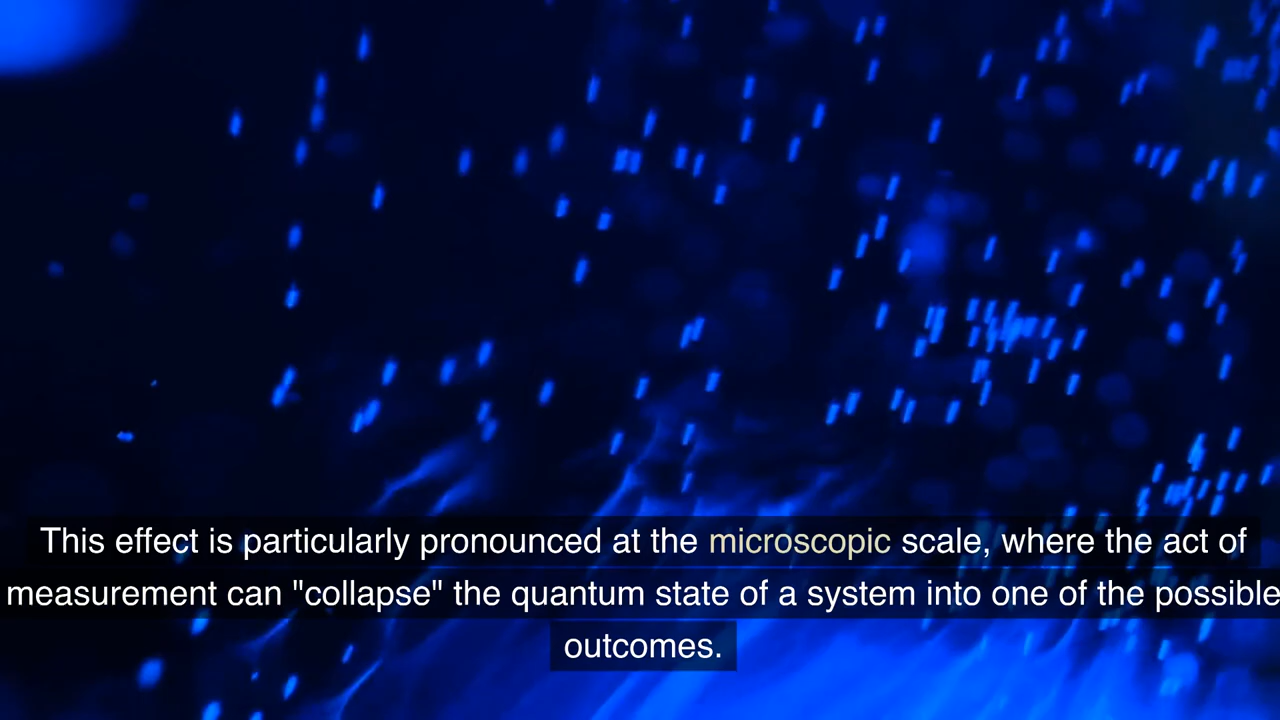 This effect is particularly pronounced at the microscopic scale, where the act of
measurement can "collapse" the quantum state of a system into one of the possible
outcomes.